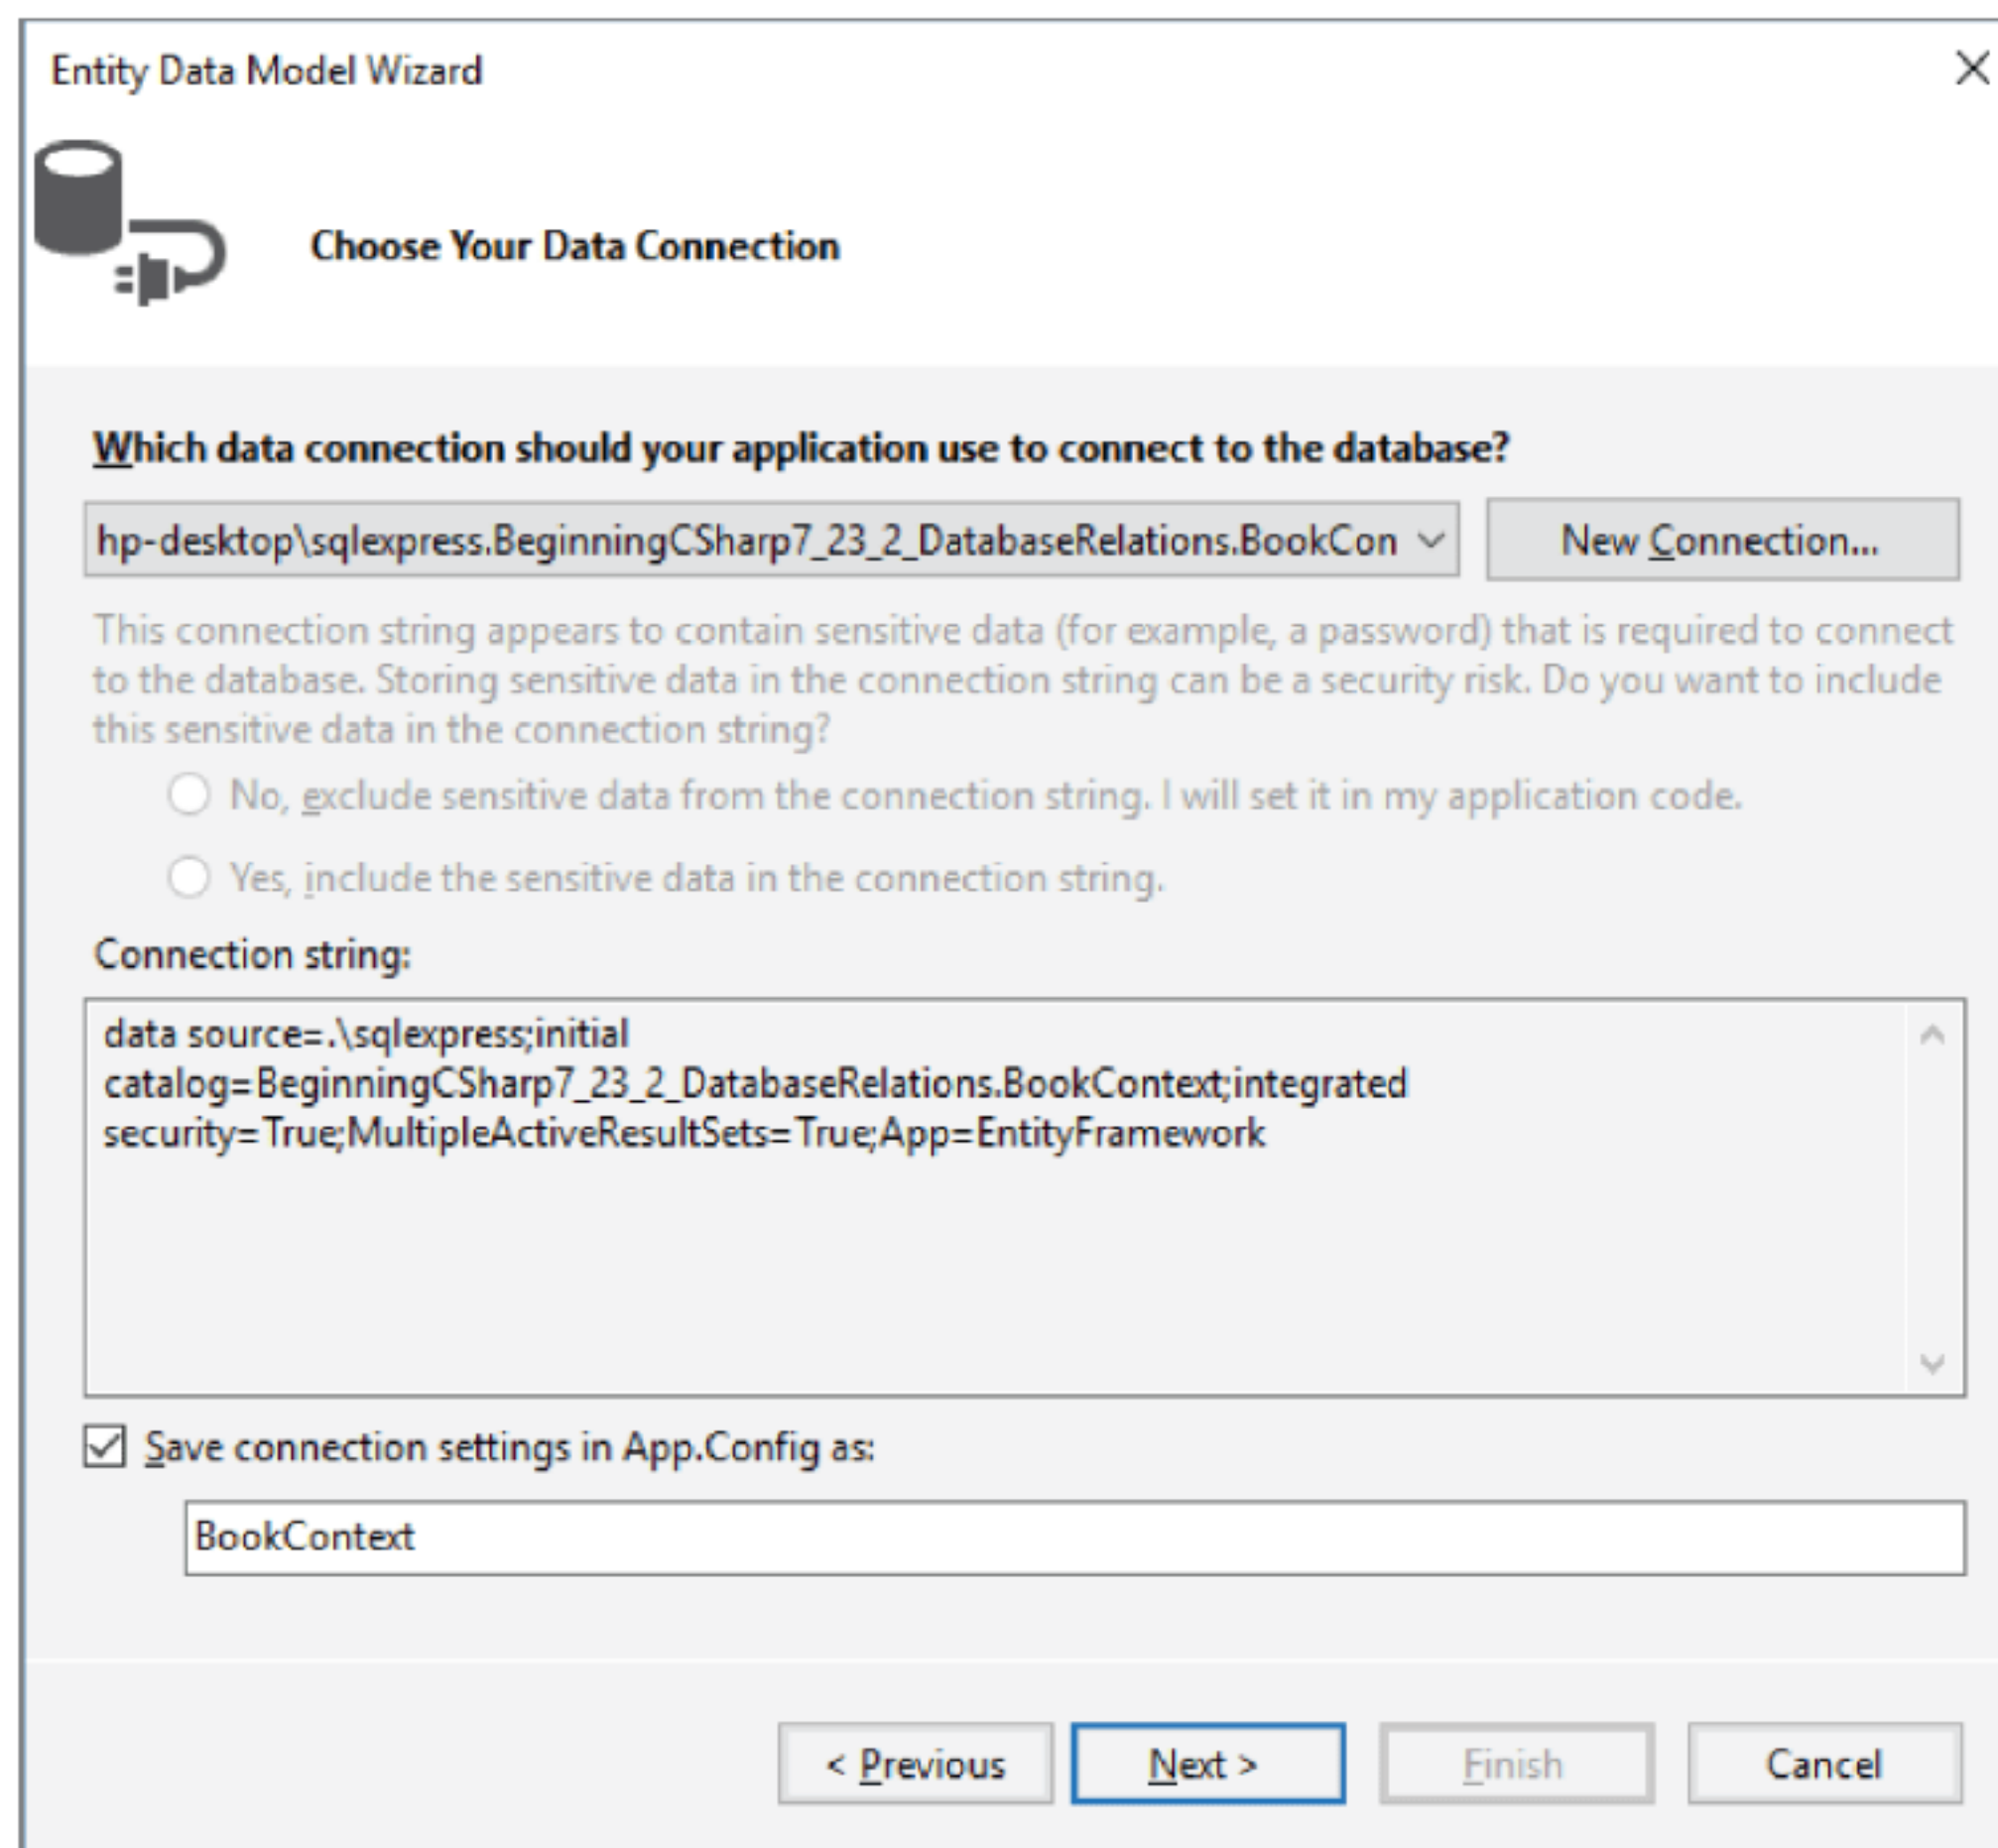 Entity Data Model Wizard
Choose Your Data Connection
Which data connection should your application use to connect to the database?
hp-desktop\sqlexpress.BeginningCSharp7_23_2_DatabaseRelations.BookCon
New Connection...
This connection string appears to contain sensitive data (for example, a password) that is required to connect
to the database. Storing sensitive data in the connection string can be a security risk. Do you want to include
this sensitive data in the connection string?
No, exclude sensitive data from the connection string. I will set it in my application code.
Yes, include the sensitive data in the connection string.
Connection string:
data source=.\sqlexpress;initial
catalog=BeginningCSharp7_23_2_DatabaseRelations.BookContext;integrated
security=True;MultipleActiveResultSets=True;App=EntityFramework
Save connection settings in App.Config as:
BookContext
< Previous
Next >
Finish
Cancel